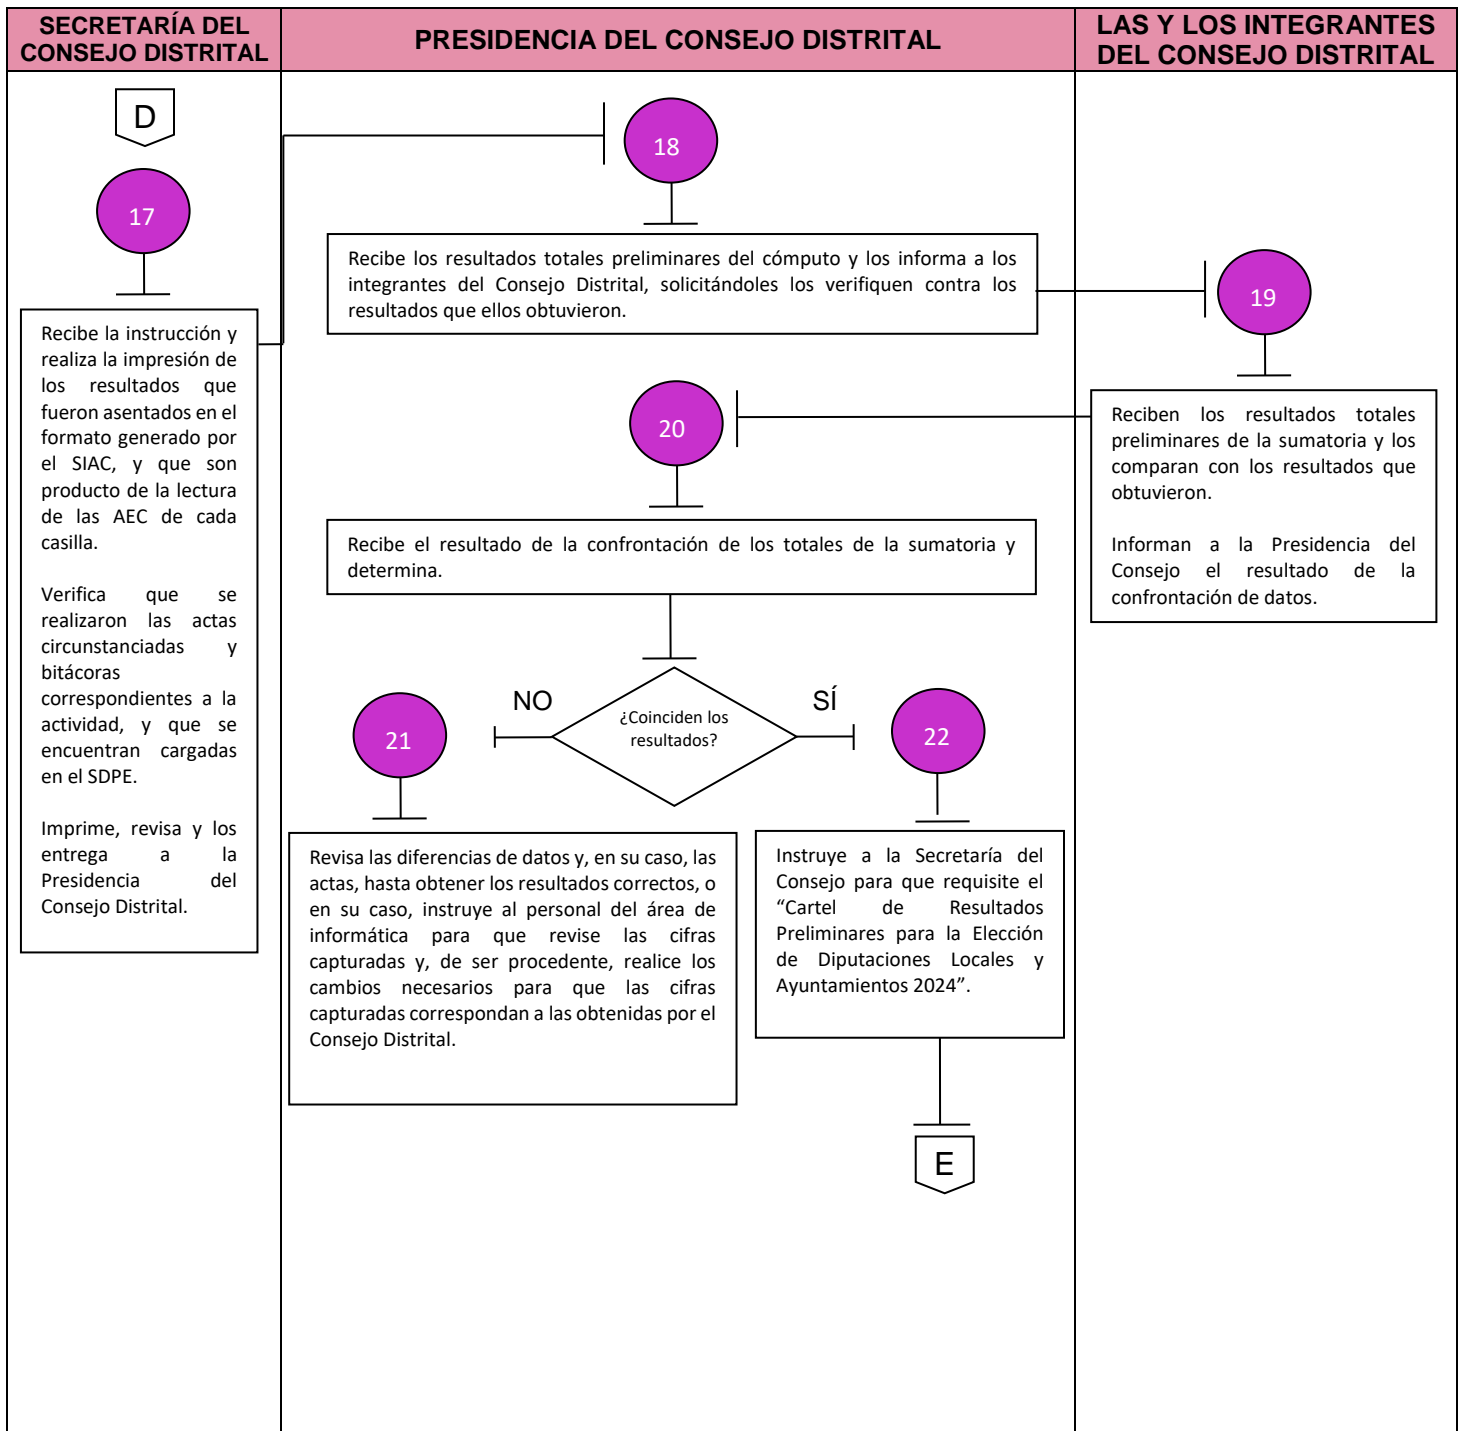 SECRETARÍA DEL
CONSEJO DISTRITAL
PRESIDENCIA DEL CONSEJO DISTRITAL
LAS Y LOS INTEGRANTES
DEL CONSEJO DISTRITAL
D
17
Recibe la instrucción y
realiza la impresión de
los resultados que
fueron asentados en el
formato generado por
el SIAC, y que son
producto de la lectura
de las AEC de cada
casilla.
Verifica que se
realizaron las actas
circunstanciadas y
bitácoras
correspondientes a la
actividad, y que se
encuentran cargadas
en el SDPE.
Imprime, revisa y los
entrega a la
Presidencia del
Consejo Distrital.
18
Recibe los resultados totales preliminares del cómputo y los informa a los
integrantes del Consejo Distrital, solicitándoles los verifiquen contra los
resultados que ellos obtuvieron.
19
Reciben los resultados totales
preliminares de la sumatoria y los
comparan con los resultados que
obtuvieron.
Informan a la Presidencia del
Consejo el resultado de la
confrontación de datos.
20
Recibe el resultado de la confrontación de los totales de la sumatoria y
determina.
¿Coinciden los
resultados?
NO
SÍ
21
Revisa las diferencias de datos y, en su caso, las
actas, hasta obtener los resultados correctos, o
en su caso, instruye al personal del área de
informática para que revise las cifras
capturadas y, de ser procedente, realice los
cambios necesarios para que las cifras
capturadas correspondan a las obtenidas por el
Consejo Distrital.
22
Instruye a la Secretaría del
Consejo para que requisite el
“Cartel de Resultados
Preliminares para la Elección
de Diputaciones Locales y
Ayuntamientos 2024”.
E